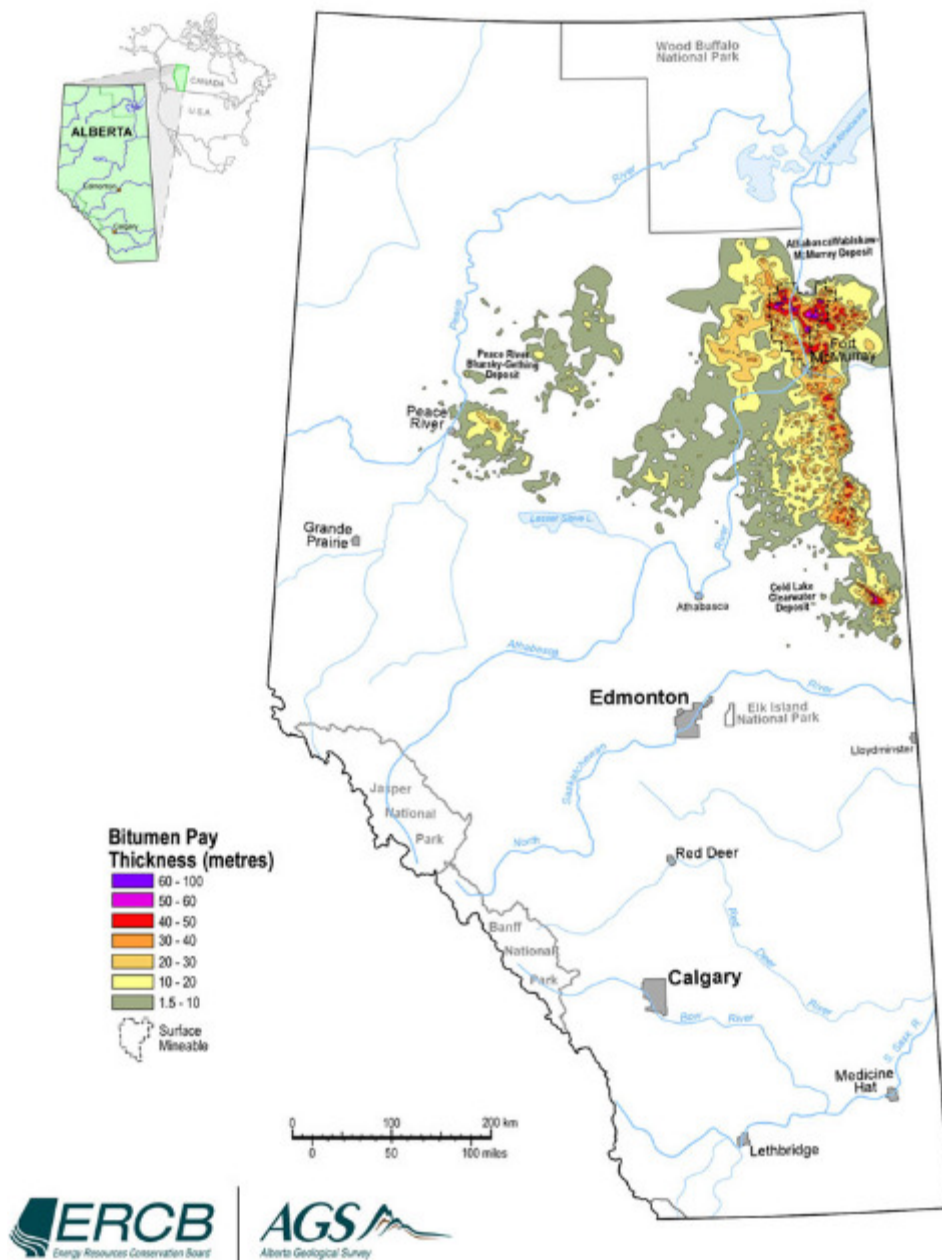 CANADA
U.S.A.
ALBERTA
Edmonton
Calgary
Wood Buffalo
National Park
Lake Athabasca
River
Peace
Athabasca Wabiskaw-
McMurray Deposit
Fort
McMurray
Peace River
Bluesky-Gething
Deposit
Peace
River
Grande
Prairie
Lesser Slave L.
River
Athabasca
Cold Lake
Clearwater
Deposit
Athabasca
River
Edmonton
Elk Island
National Park
Lloydminster
Saskatchewan
North
Jasper
National
Park
Red Deer
Red
Deer
River
Banff
National
Park
Calgary
Bow River
S. Sask. R.
Medicine
Hat
Lethbridge
Bitumen Pay
Thickness (metres)
60 - 100
50 - 60
40 - 50
30 - 40
20 - 30
10 - 20
1.5 - 10
Surface
Mineable
0 100 200 km
0 50 100 miles
ERCB
Energy Resources Conservation Board
AGS
Alberta Geological Survey